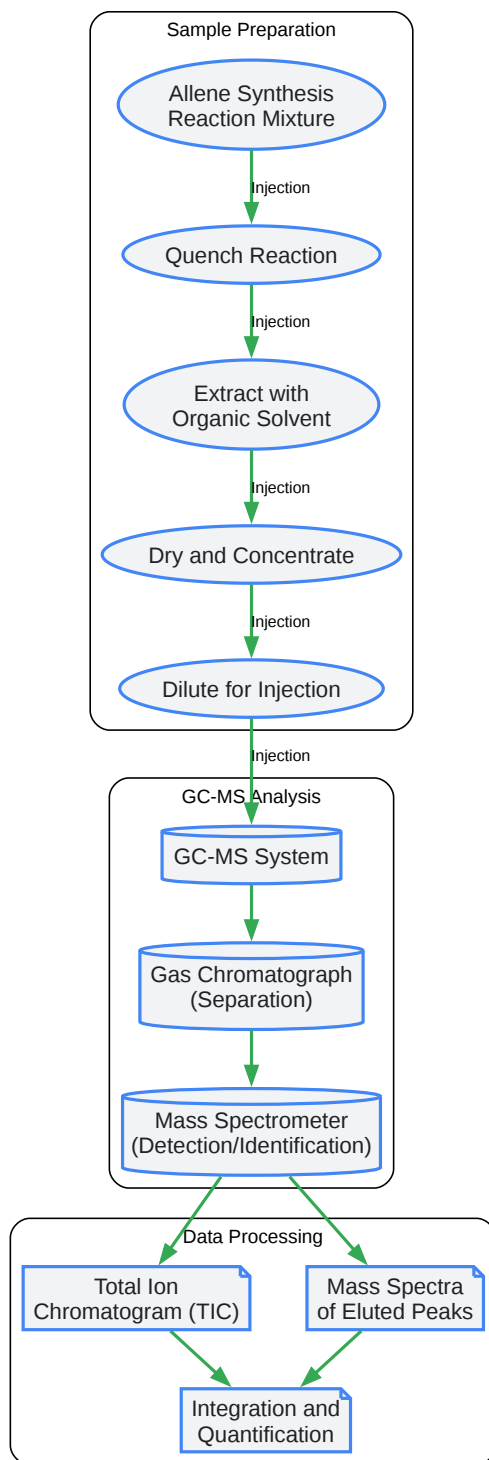 Sample Preparation
Allene Synthesis
Reaction Mixture
Injection
Quench Reaction
Injection
Extract with
Organic Solvent
Injection
Dry and Concentrate
Injection
Dilute for Injection
Injection
GC-MS Analysis
GC-MS System
Gas Chromatograph
(Separation)
Mass Spectrometer
(Detection/Identification)
Data Processing
Total Ion
Chromatogram (TIC)
Mass Spectra
of Eluted Peaks
Integration and
Quantification